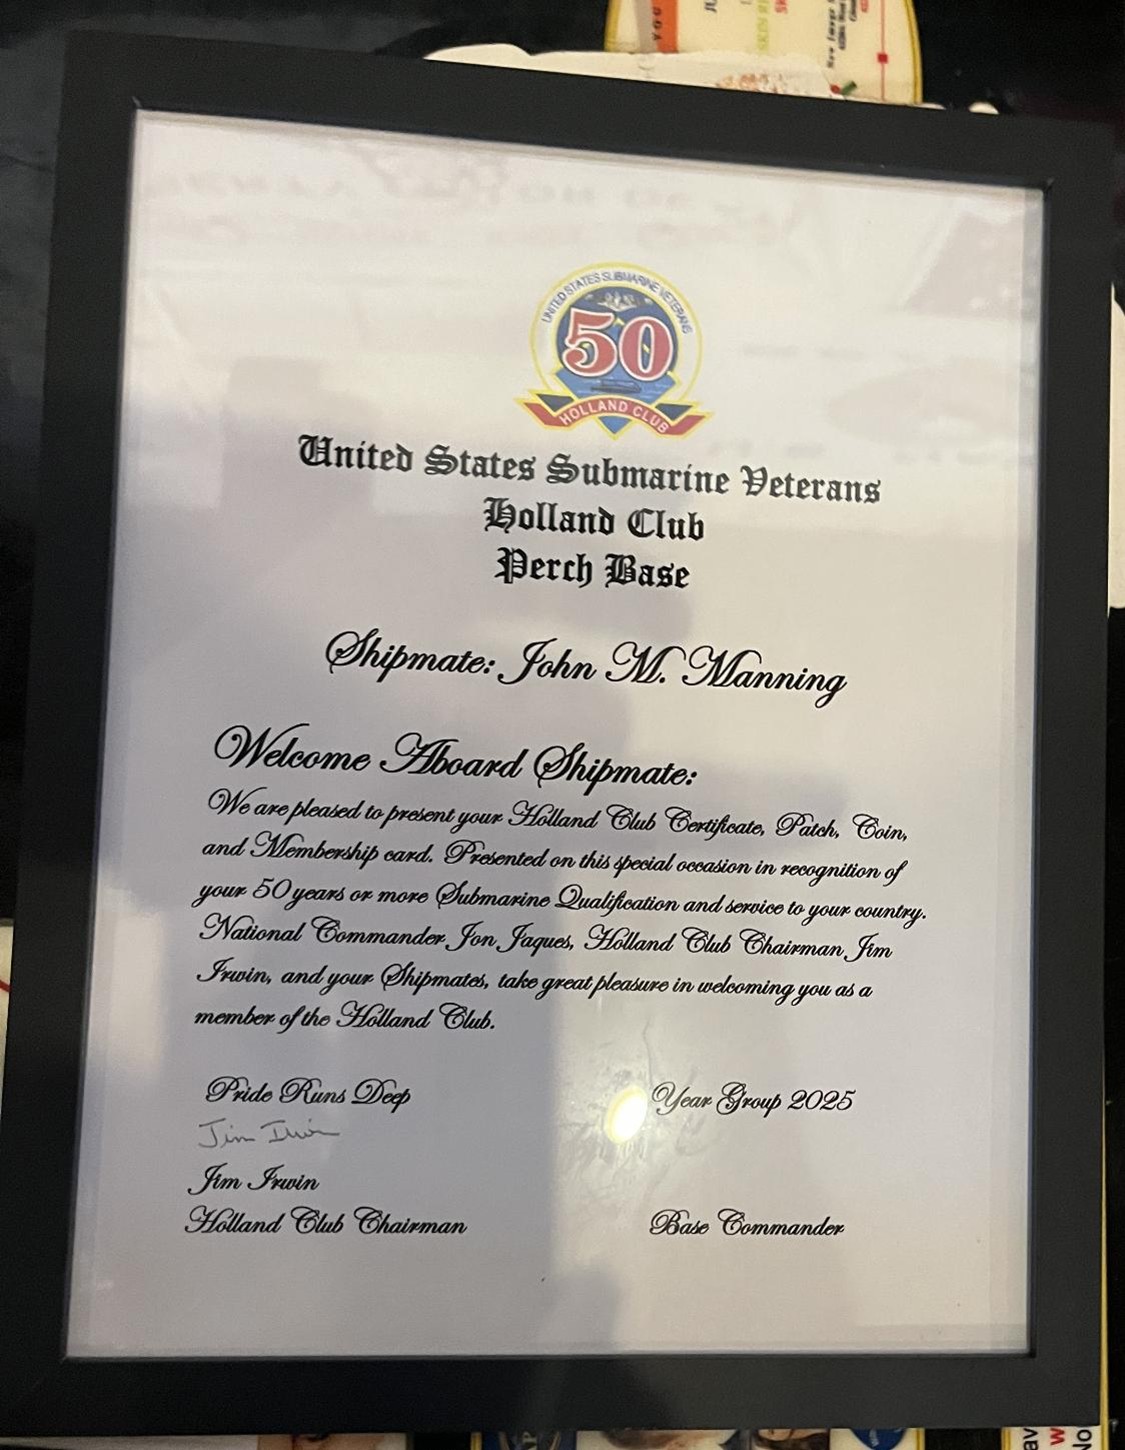 UNITED STATES SUBMARINE VETERANS
50
HOLLAND CLUB
United States Submarine Veterans
Holland Club
Perch Base
Shipmate: John M. Manning
Welcome Aboard Shipmate:
We are pleased to present your Holland Club Certificate, Patch, Coin,
and Membership card. Presented on this special occasion in recognition of
your 50 years or more Submarine Qualification and service to your country.
National Commander Jon Jaques, Holland Club Chairman Jim
Irwin, and your Shipmates, take great pleasure in welcoming you as a
member of the Holland Club.
Pride Runs Deep
Year Group 2025
Jim Irwin
Jim Irwin
Holland Club Chairman
Base Commander